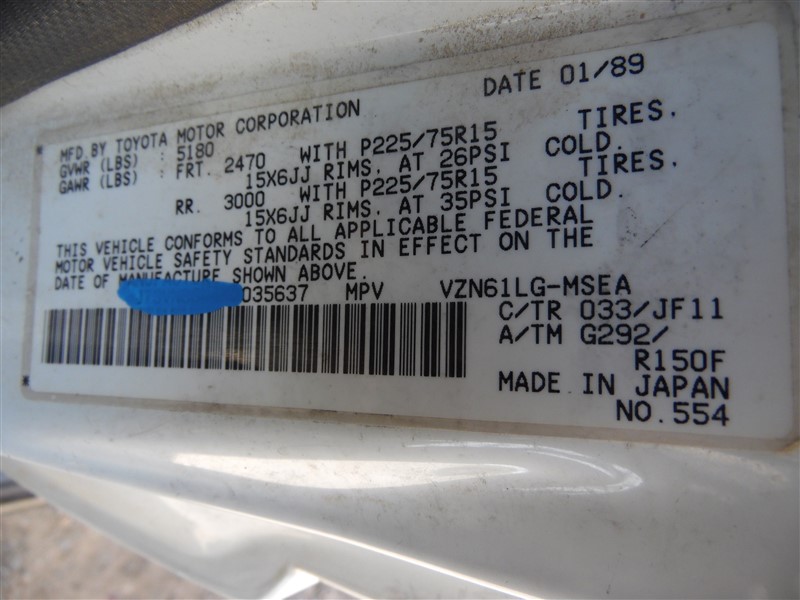 DATE 01/89
MFD BY TOYOTA MOTOR CORPORATION
GVWR (LBS) : 5180
GAWR (LBS) : FRT. 2470 WITH P225/75R15 TIRES.
15X6JJ RIMS. AT 26PSI COLD.
RR. 3000 WITH P225/75R15 TIRES.
15X6JJ RIMS. AT 35PSI COLD.
THIS VEHICLE CONFORMS TO ALL APPLICABLE FEDERAL
MOTOR VEHICLE SAFETY STANDARDS IN EFFECT ON THE
DATE OF MANUFACTURE SHOWN ABOVE.
035637 MPV VZN61LG-MSEA
C/TR 033/JF11
A/TM G292/
R150F
MADE IN JAPAN
NO.554